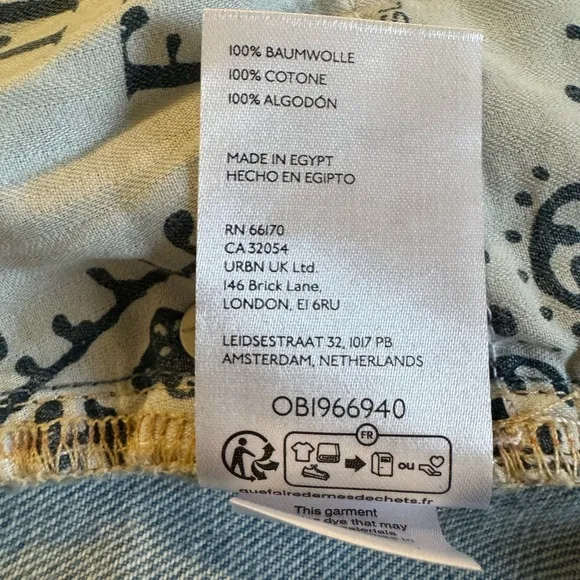 100% BAUMWOLLE
100% COTONE
100% ALGODÓN
MADE IN EGYPT
HECHO EN EGIPTO
RN 66170
CA 32054
URBN UK Ltd.
146 Brick Lane,
LONDON, E1 6RU
LEIDSESTRAAT 32, 1017 PB
AMSTERDAM, NETHERLANDS
OB1966940
FR
ou
quefairedemesdechets.fr
This garment
dye that may